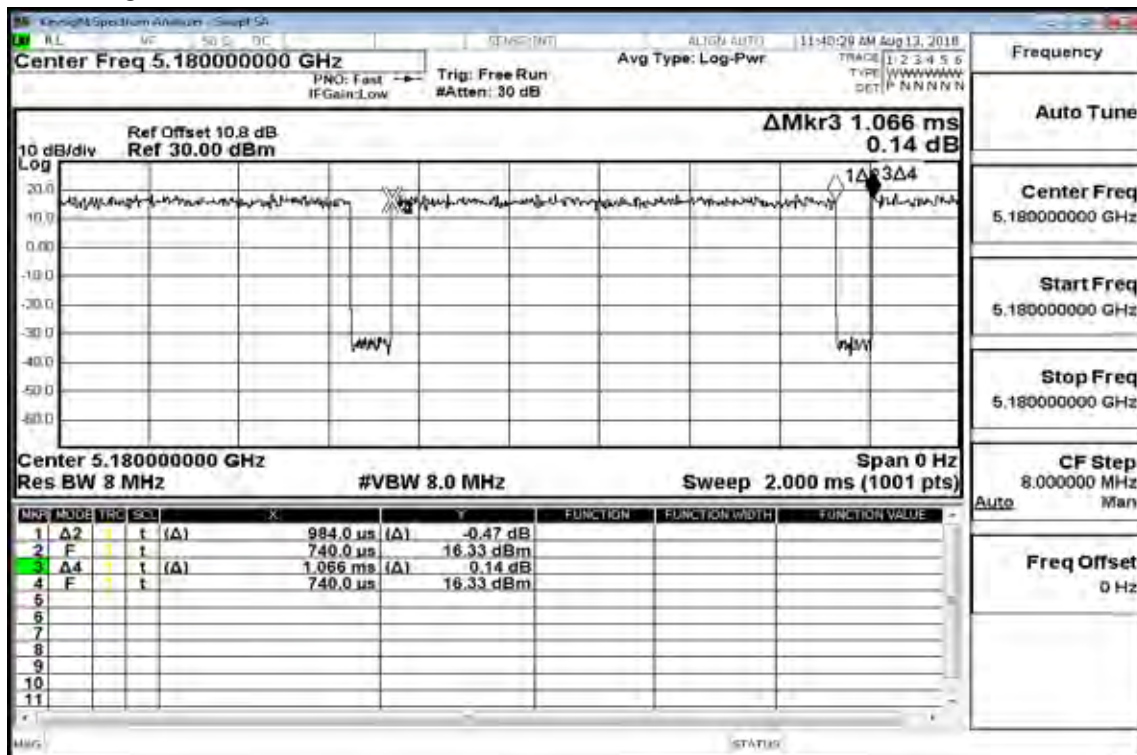 Keysight Spectrum Analyzer - Swept SA
RL RF 50 Ω DC SENSE:INT ALIGN AUTO 11:40:29 AM Aug 13, 2018
Center Freq 5.180000000 GHz
PNO: Fast Trig: Free Run Avg Type: Log-Pwr TRACE 1 2 3 4 5 6
IFGain:Low #Atten: 30 dB TYPE WWWWWW
DET P NNNNN
Ref Offset 10.8 dB
10 dB/div Ref 30.00 dBm
Log
ΔMkr3 1.066 ms
0.14 dB
1Δ2 3Δ4
20.0
10.0
0.00
-10.0
-20.0
-30.0
-40.0
-50.0
-60.0
Center 5.180000000 GHz Span 0 Hz
Res BW 8 MHz #VBW 8.0 MHz Sweep 2.000 ms (1001 pts)
MKR MODE TRC SCL X Y FUNCTION FUNCTION WIDTH FUNCTION VALUE
1 Δ2 1 t (Δ) 984.0 µs (Δ) -0.47 dB
2 F 1 t 740.0 µs 16.33 dBm
3 Δ4 1 t (Δ) 1.066 ms (Δ) 0.14 dB
4 F 1 t 740.0 µs 16.33 dBm
5
6
7
8
9
10
11
MSG STATUS
Frequency
Auto Tune
Center Freq
5.180000000 GHz
Start Freq
5.180000000 GHz
Stop Freq
5.180000000 GHz
CF Step
8.000000 MHz
Auto Man
Freq Offset
0 Hz